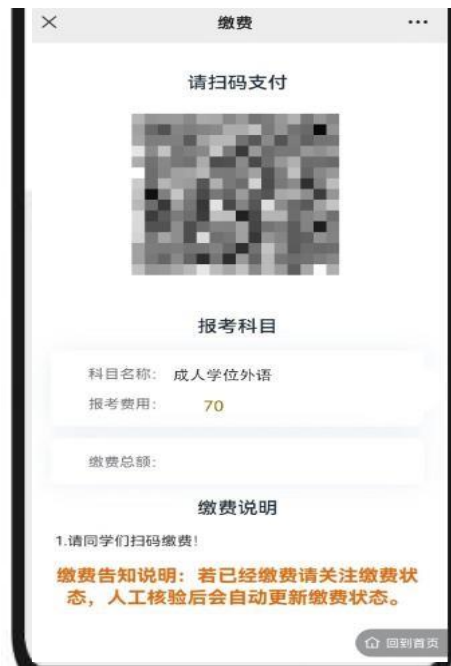 缴费
请扫码支付
报考科目
科目名称: 成人学位外语
报考费用: 70
缴费总额:
缴费说明
1.请同学们扫码缴费!
缴费告知说明：若已经缴费请关注缴费状
态，人工核验后会自动更新缴费状态。
回到首页